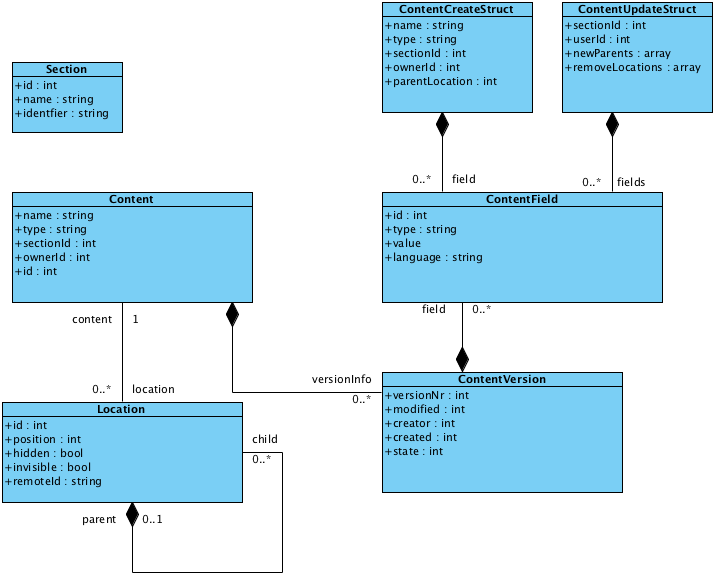 ContentCreateStruct
+name : string
+type : string
+sectionId : int
+ownerId : int
+parentLocation : int
ContentUpdateStruct
+sectionId : int
+userId : int
+newParents : array
+removeLocations : array
Section
+id : int
+name : string
+identfier : string
0..* field
0..* fields
Content
+name : string
+type : string
+sectionId : int
+ownerId : int
+id : int
ContentField
+id : int
+type : string
+value
+language : string
content 1
field 0..*
versionInfo
0..*
0..* location
ContentVersion
+versionNr : int
+modified : int
+creator : int
+created : int
+state : int
Location
+id : int
+position : int
+hidden : bool
+invisible : bool
+remoteId : string
child
0..*
parent 0..1